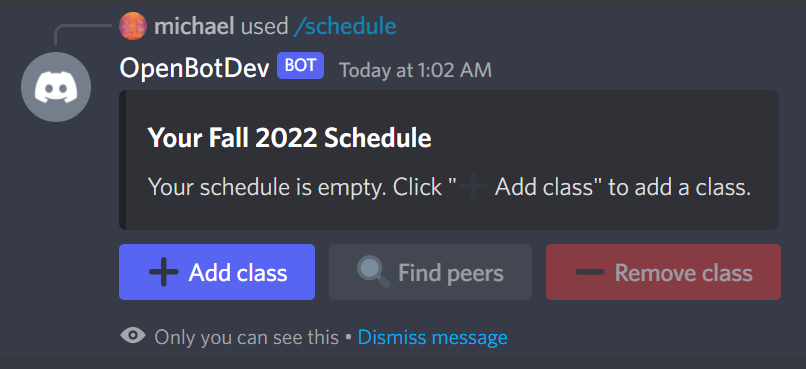 michael used /schedule
OpenBotDev BOT Today at 1:02 AM
Your Fall 2022 Schedule
Your schedule is empty. Click "➕ Add class" to add a class.
➕ Add class 🔍 Find peers ➖ Remove class
Only you can see this • Dismiss message